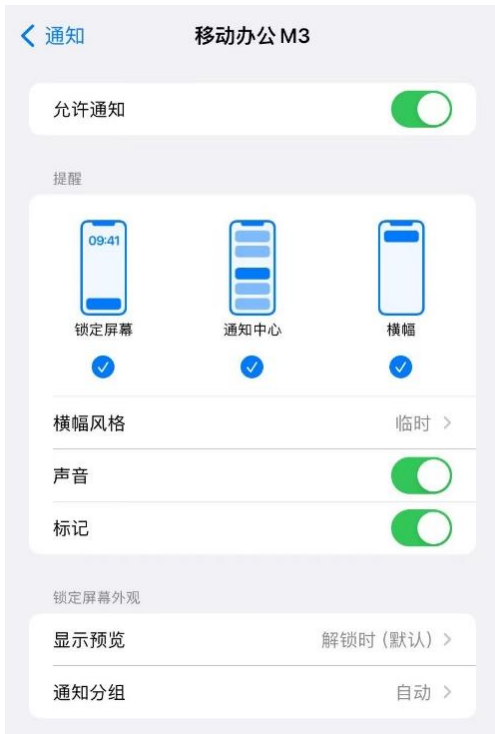 通知 移动办公M3
允许通知
提醒
09:41
锁定屏幕 通知中心 横幅
横幅风格 临时
声音
标记
锁定屏幕外观
显示预览 解锁时 (默认)
通知分组 自动